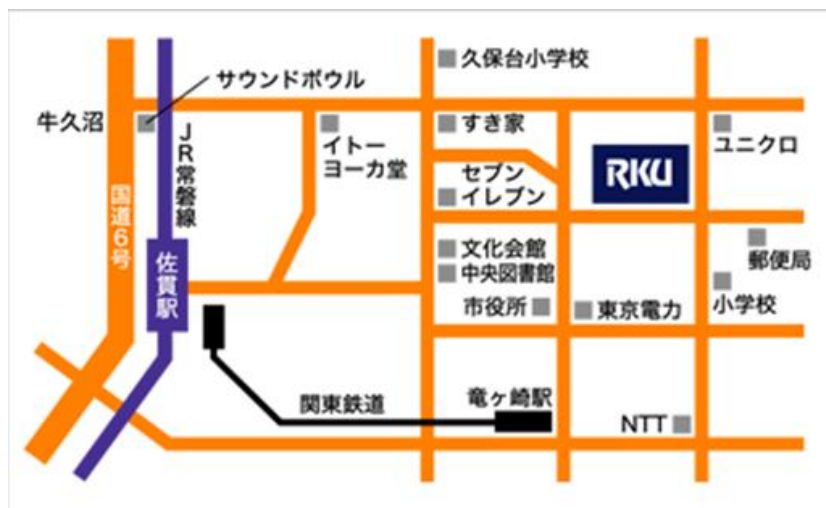 久保台小学校
サウンドボウル
牛久沼
JR常磐線
イトー
ヨーカ堂
すき家
ユニクロ
RKU
セブン
イレブン
国道6号
佐貫駅
文化会館
中央図書館
郵便局
市役所
東京電力
小学校
関東鉄道
竜ヶ崎駅
NTT